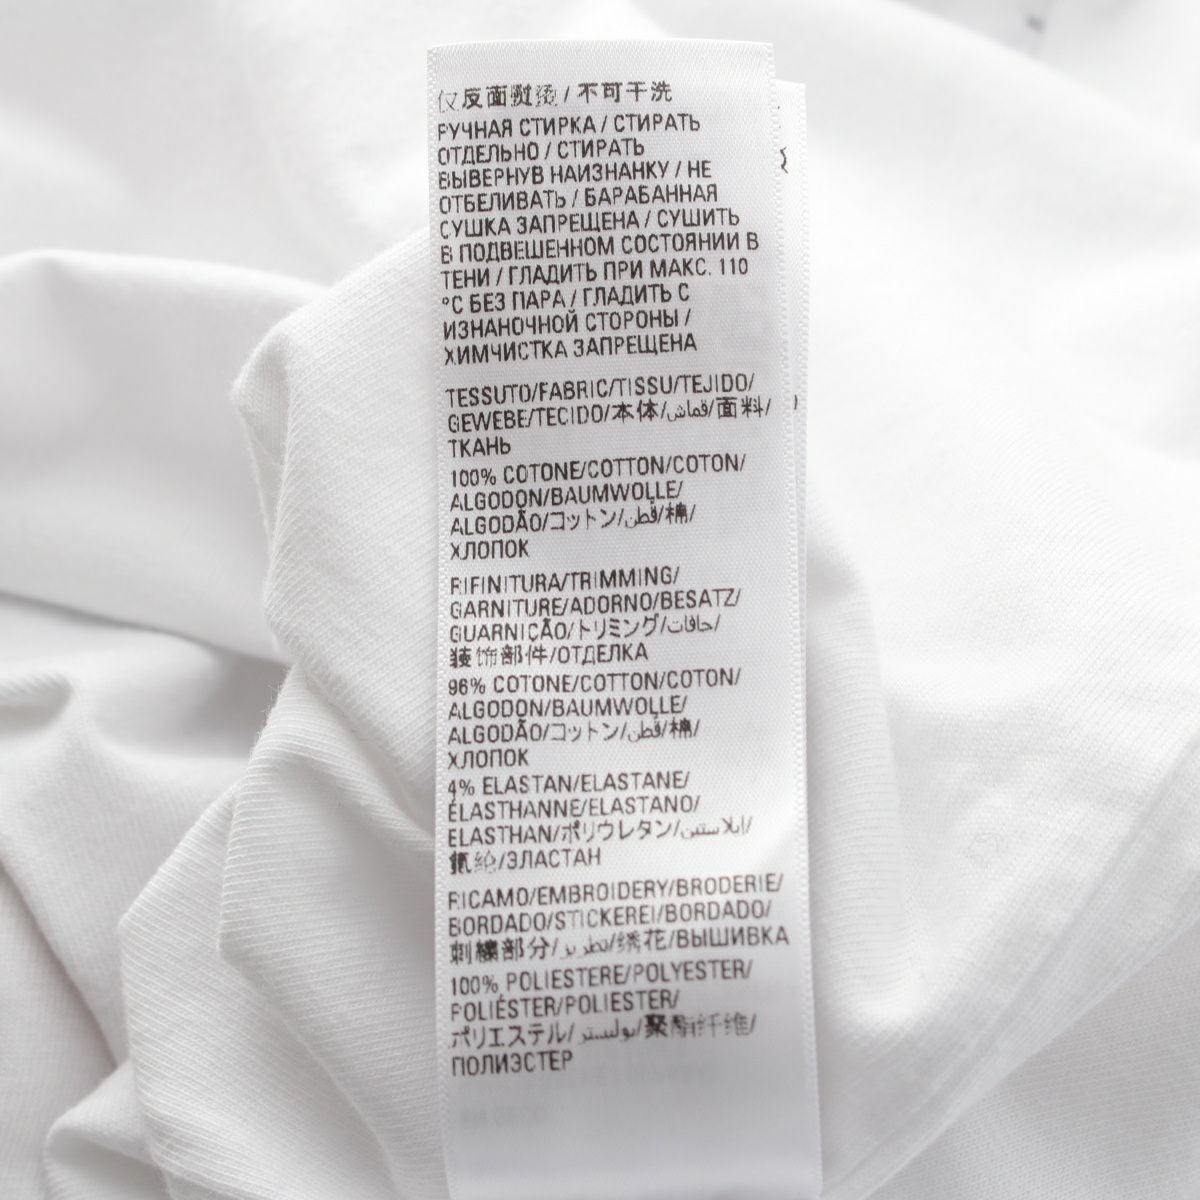 仅反面熨烫 / 不可干洗
РУЧНАЯ СТИРКА / СТИРАТЬ
ОТДЕЛЬНО / СТИРАТЬ
ВЫВЕРНУВ НАИЗНАНКУ / НЕ
ОТБЕЛИВАТЬ / БАРАБАННАЯ
СУШКА ЗАПРЕЩЕНА / СУШИТЬ
В ПОДВЕШЕННОМ СОСТОЯНИИ В
ТЕНИ / ГЛАДИТЬ ПРИ МАКС. 110
°C БЕЗ ПАРА / ГЛАДИТЬ С
ИЗНАНОЧНОЙ СТОРОНЫ /
ХИМЧИСТКА ЗАПРЕЩЕНА
TESSUTO/FABRIC/TISSU/TEJIDO/
GEWEBE/TECIDO/本体/قماش/面料/
ТКАНЬ
100% COTONE/COTTON/COTON/
ALGODON/BAUMWOLLE/
ALGODÃO/コットン/قطن/棉/
ХЛОПОК
RIFINITURA/TRIMMING/
GARNITURE/ADORNO/BESATZ/
GUARNIÇÃO/トリミング/حافات/
装饰部件/ОТДЕЛКА
96% COTONE/COTTON/COTON/
ALGODON/BAUMWOLLE/
ALGODÃO/コットン/قطن/棉/
ХЛОПОК
4% ELASTAN/ELASTANE/
ÉLASTHANNE/ELASTANO/
ELASTHAN/ポリウレタン/ايلاستين/
氨纶/ЭЛАСТАН
RICAMO/EMBROIDERY/BRODERIE/
BORDADO/STICKEREI/BORDADO/
刺繍部分/تطريز/绣花/ВЫШИВКА
100% POLIESTERE/POLYESTER/
POLIÉSTER/POLIESTER/
ポリエステル/بوليستر/聚酯纤维/
ПОЛИЭСТЕР